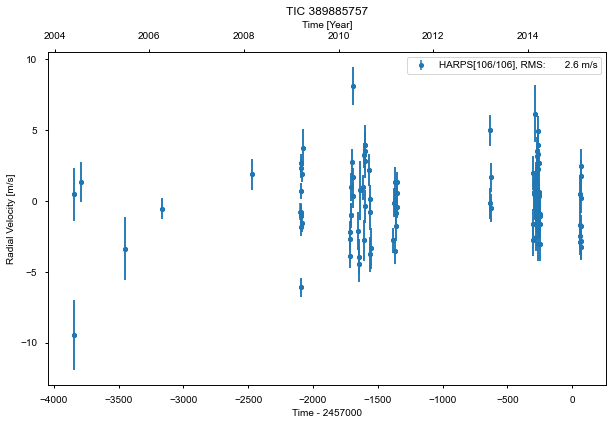 TIC 389885757
Time [Year]
2004 2006 2008 2010 2012 2014
HARPS[106/106], RMS: 2.6 m/s
10
5
0
−5
−10
Radial Velocity [m/s]
−4000 −3500 −3000 −2500 −2000 −1500 −1000 −500 0
Time - 2457000